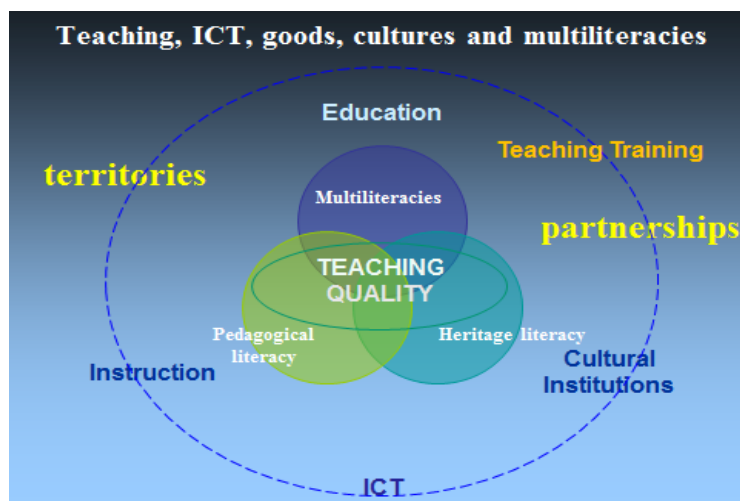 Teaching, ICT, goods, cultures and multiliteracies
Education
Teaching Training
territories
Multiliteracies
partnerships
TEACHING
QUALITY
Pedagogical
literacy
Heritage literacy
Instruction
Cultural
Institutions
ICT